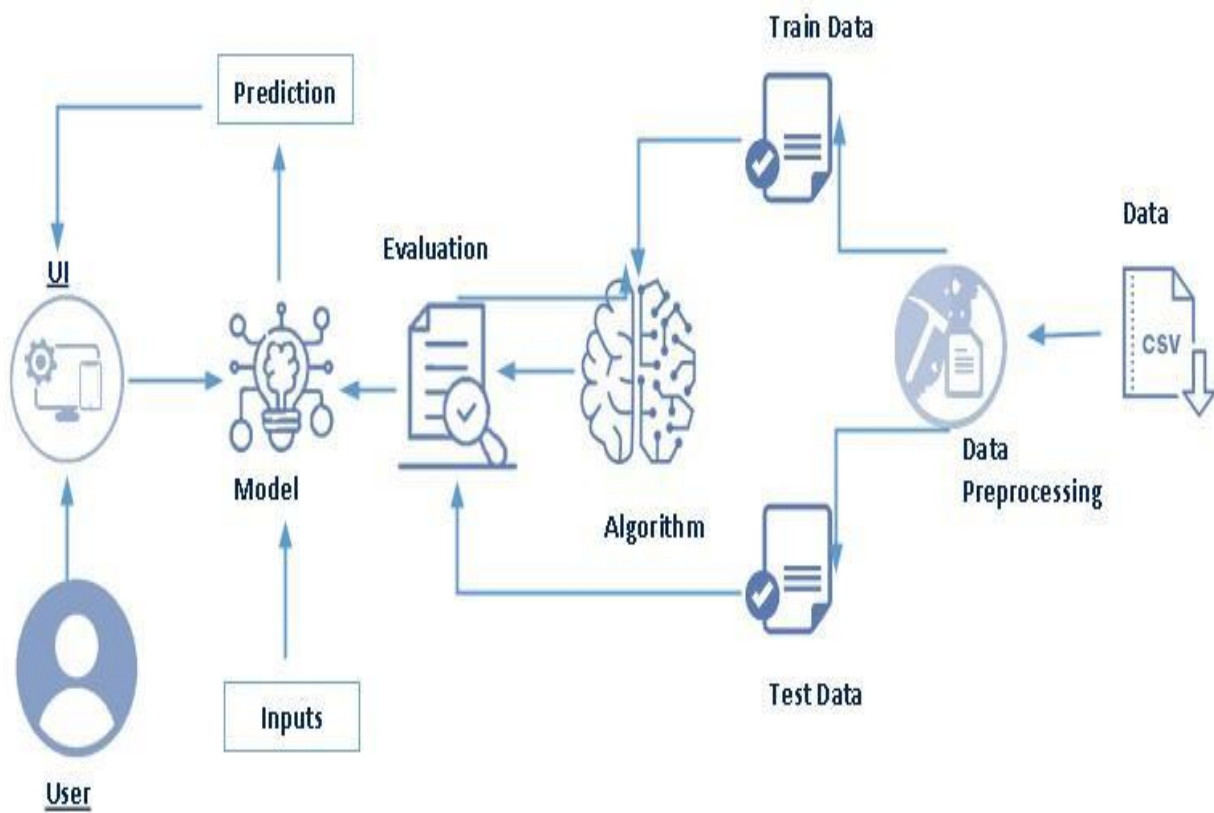 Train Data
Prediction
Data
Evaluation
UI
CSV
Data
Preprocessing
Model
Algorithm
Test Data
Inputs
User